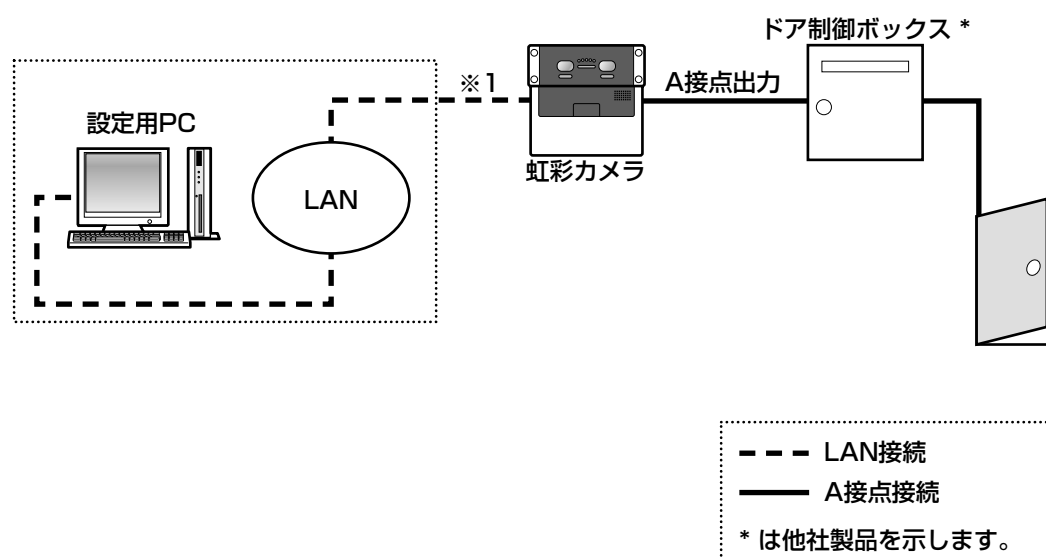 ドア制御ボックス *
※1
A接点出力
設定用PC
虹彩カメラ
LAN
LAN接続
A接点接続
* は他社製品を示します。